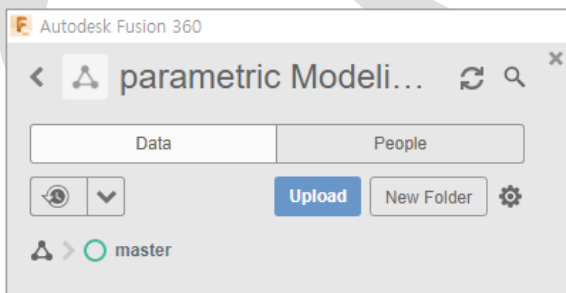 Autodesk Fusion 360
parametric Modeli...
Data People
Upload New Folder
master